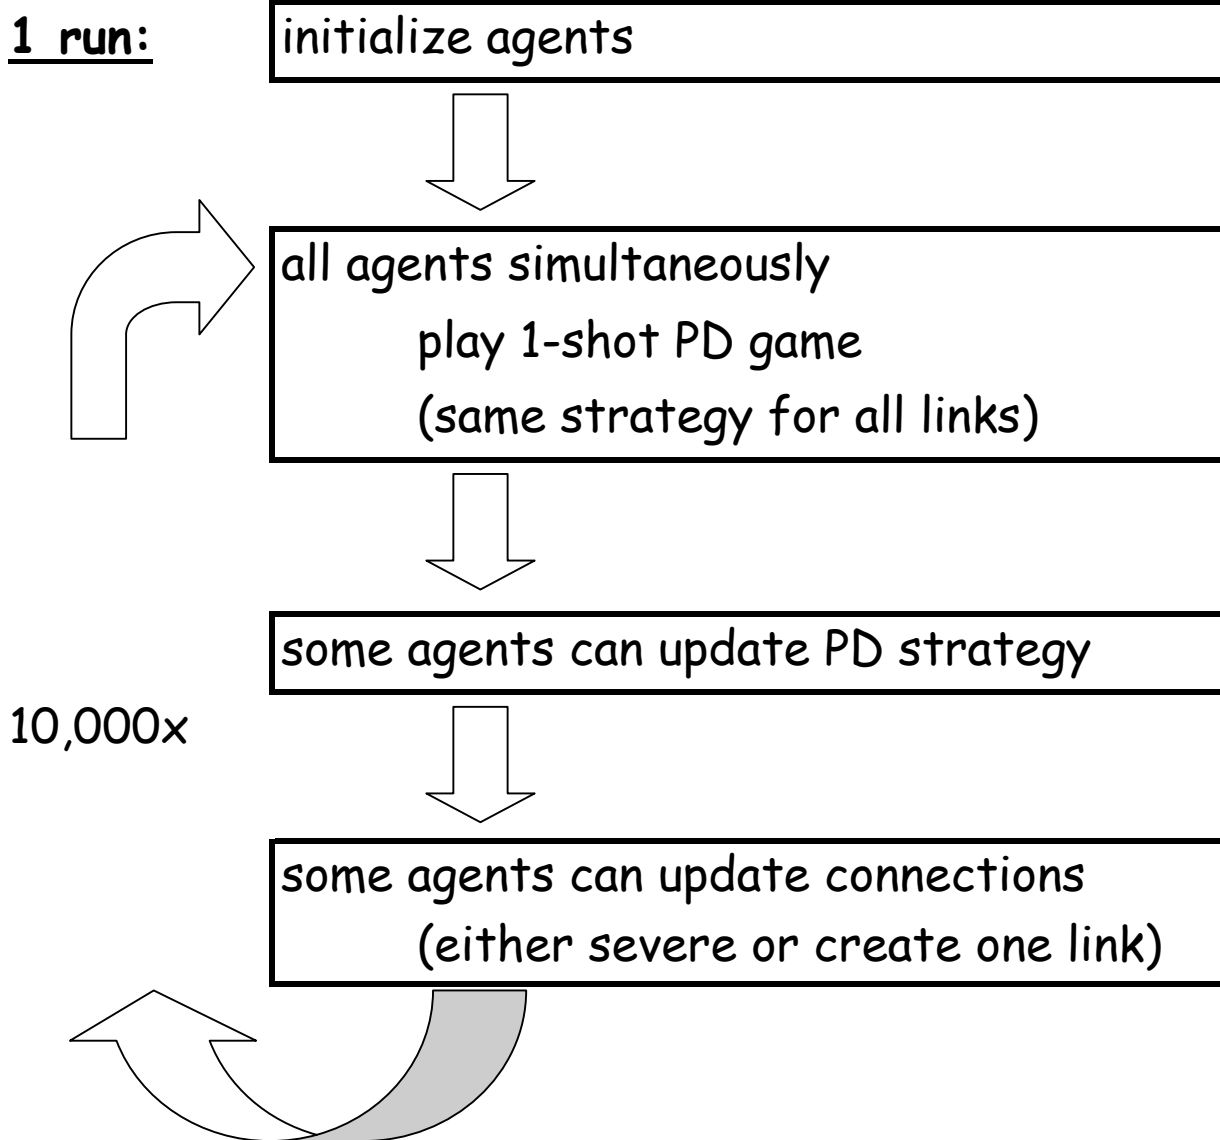 1 run:
initialize agents
all agents simultaneously
play 1-shot PD game
(same strategy for all links)
some agents can update PD strategy
10,000x
some agents can update connections
(either severe or create one link)